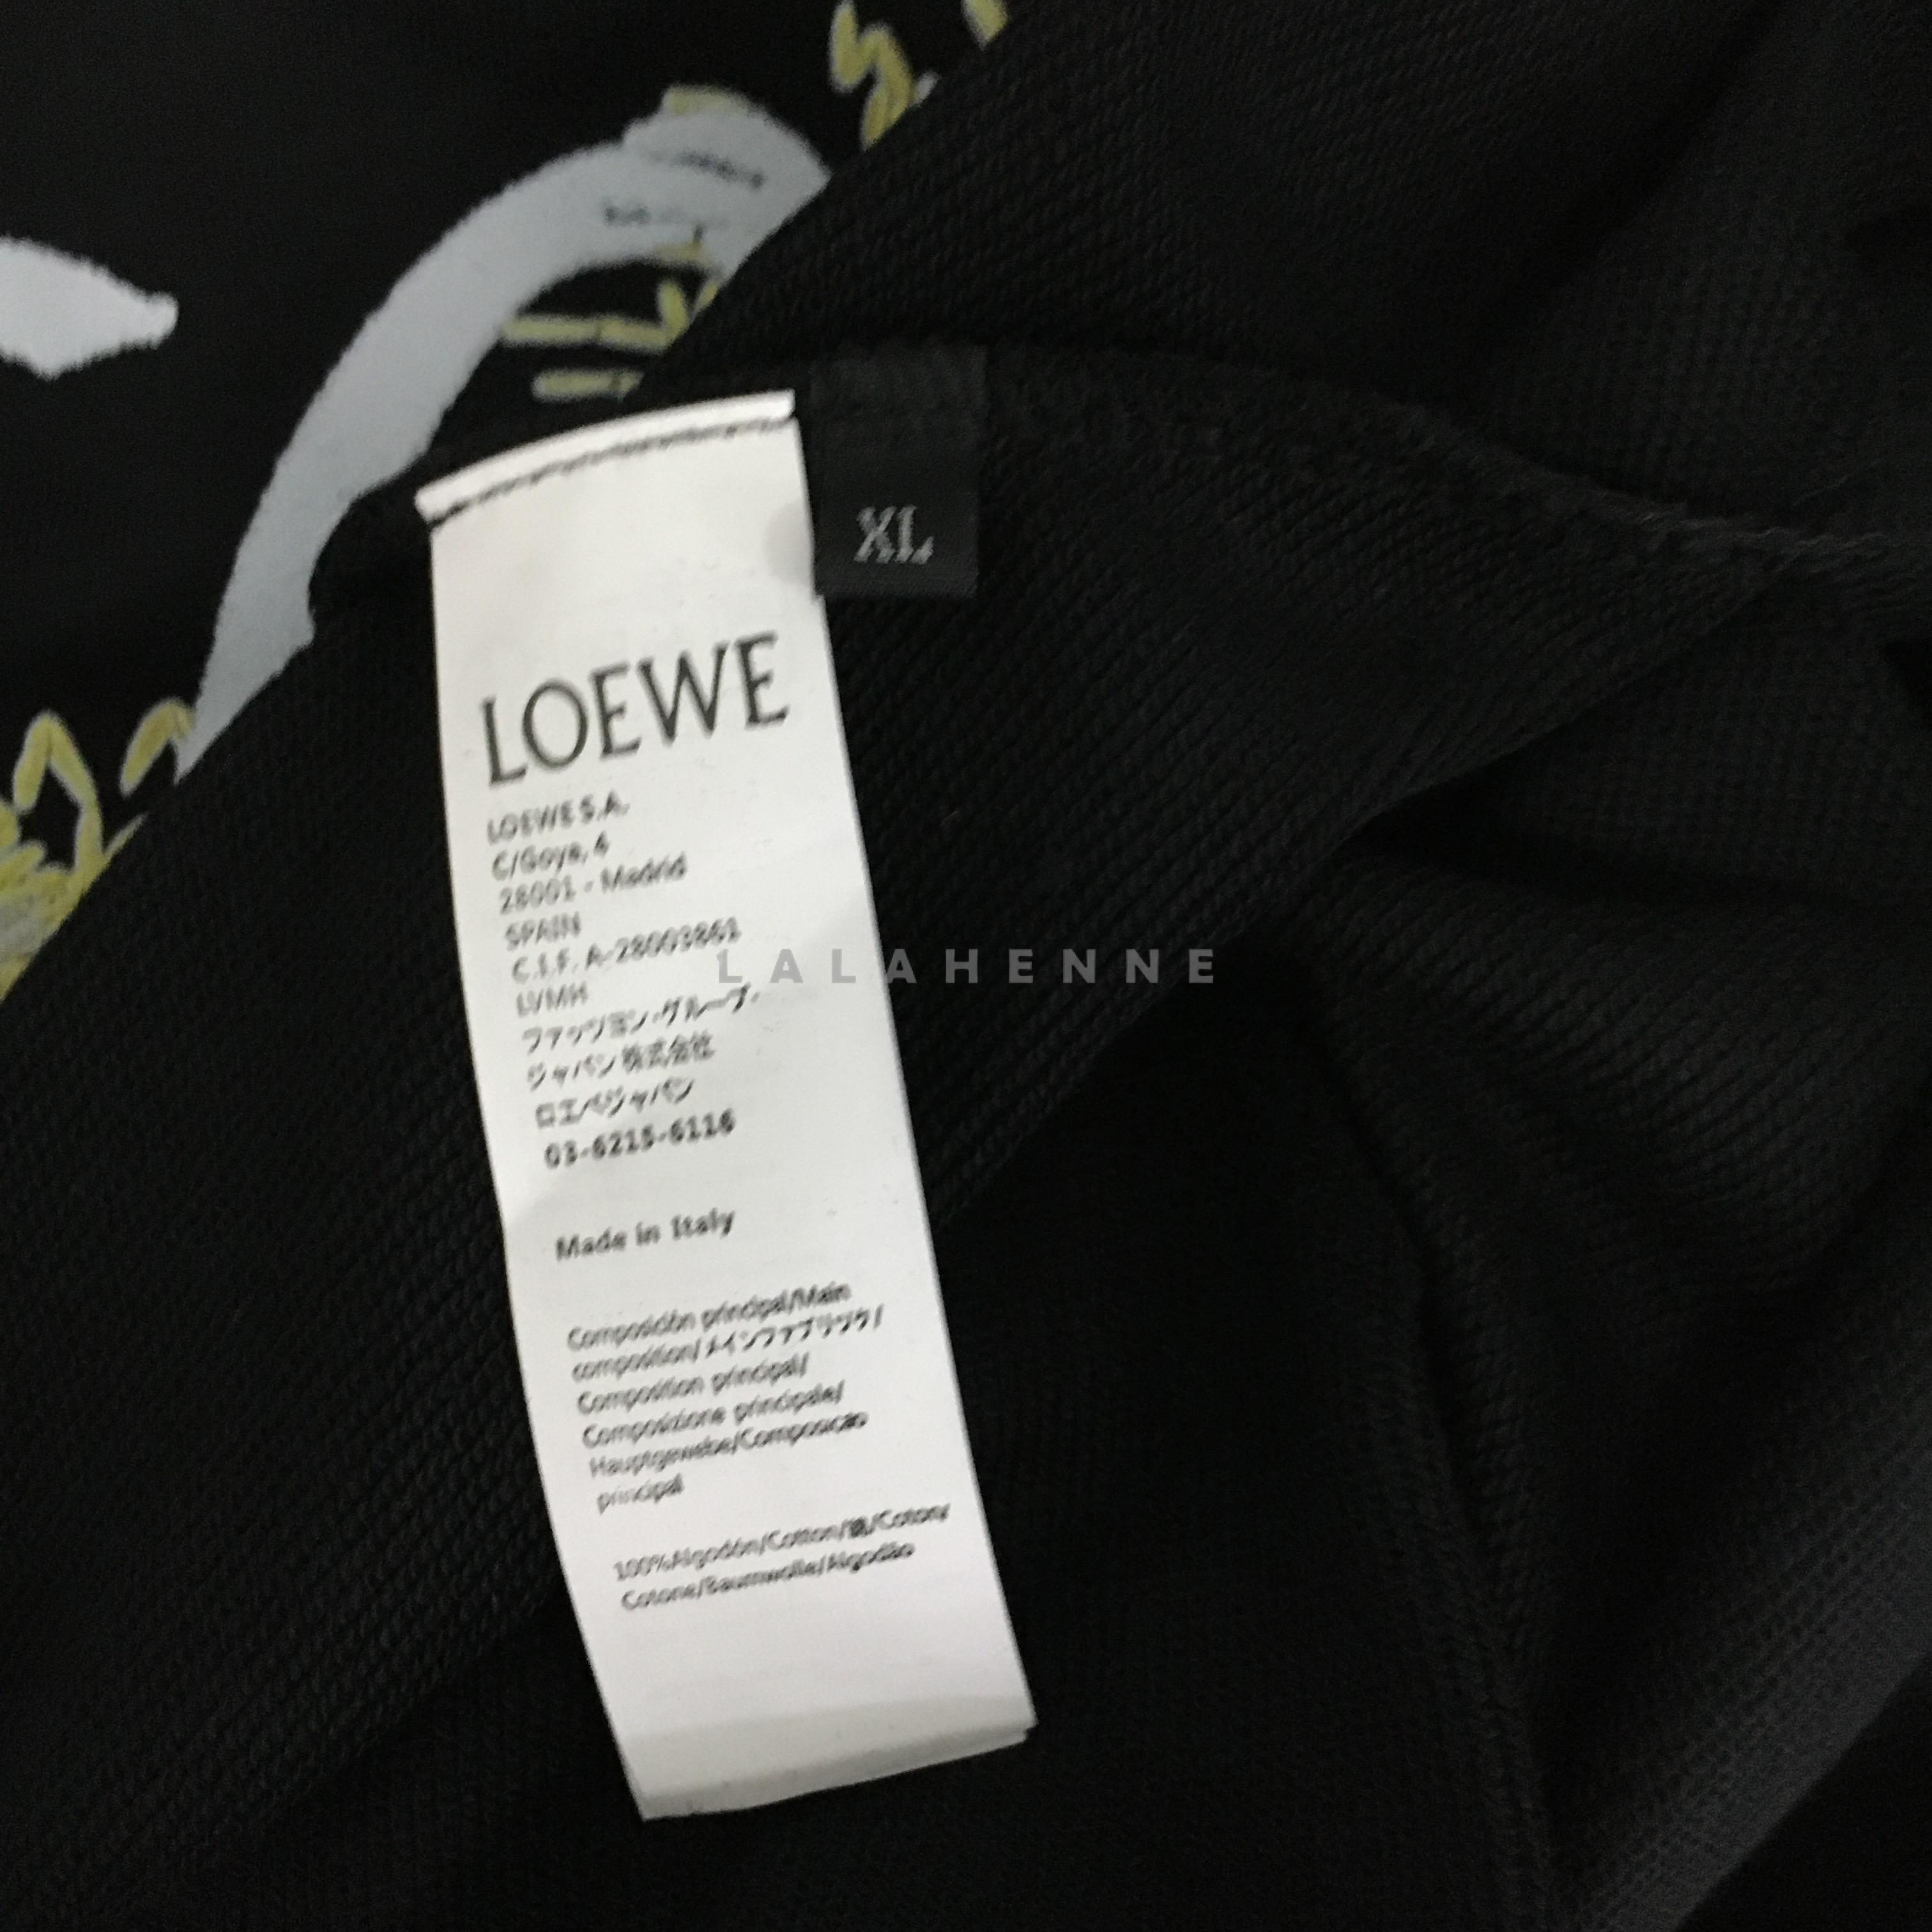 XL
LOEWE
LOEWE S.A.
C/Goya, 4
28001 - Madrid
SPAIN
C.I.F. A-28003861
LVMH
ファッション・グループ・
ジャパン 株式会社
ロエベジャパン
03-6215-6116
Made in Italy
Composición principal/Main
composition/メインファブリック/
Composition principal/
Composizione principale/
Hauptgewebe/Composicão
principal
100%Algodón/Cotton/綿/Coton/
Cotone/Baumwolle/Algodão
LALAHENNE